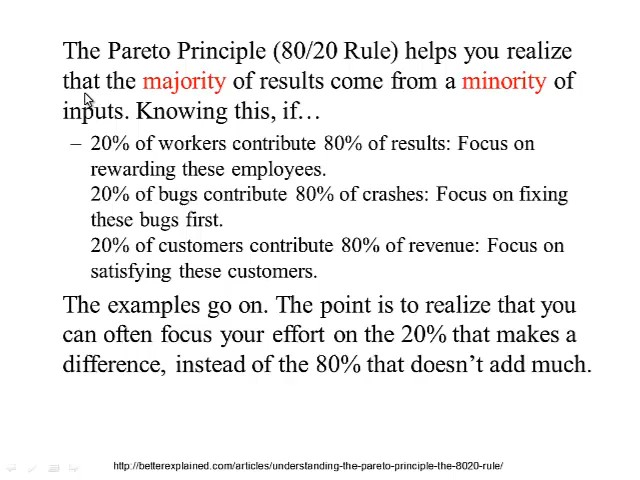 The Pareto Principle (80/20 Rule) helps you realize
that the majority of results come from a minority of
inputs. Knowing this, if…
– 20% of workers contribute 80% of results: Focus on
rewarding these employees.
20% of bugs contribute 80% of crashes: Focus on fixing
these bugs first.
20% of customers contribute 80% of revenue: Focus on
satisfying these customers.
The examples go on. The point is to realize that you
can often focus your effort on the 20% that makes a
difference, instead of the 80% that doesn’t add much.
http://betterexplained.com/articles/understanding-the-pareto-principle-the-8020-rule/